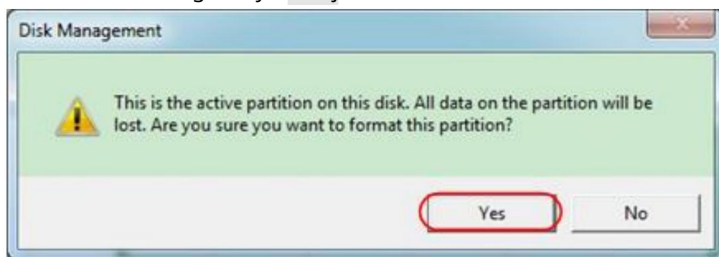 Disk Management
This is the active partition on this disk. All data on the partition will be
lost. Are you sure you want to format this partition?
Yes
No